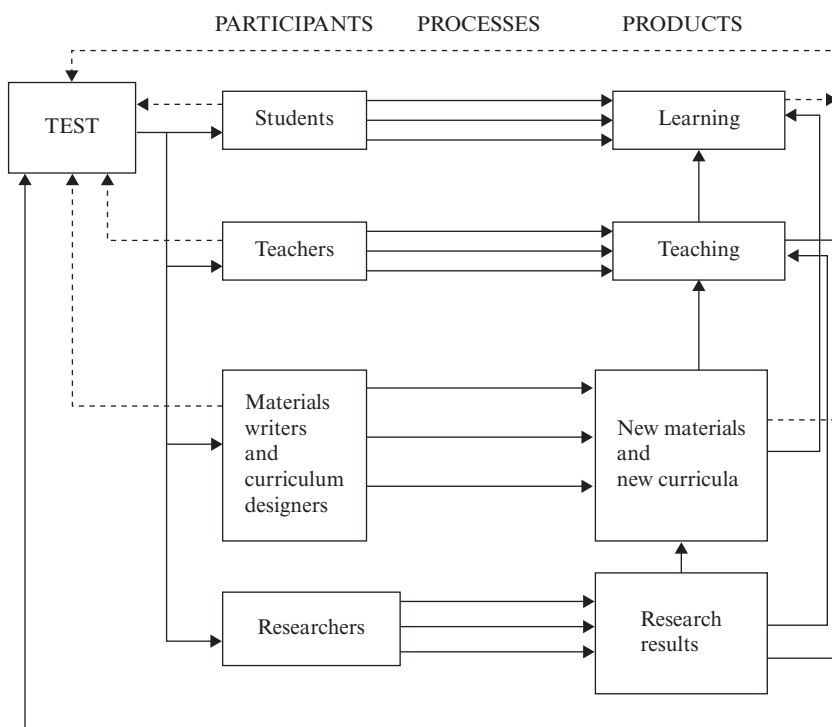 PARTICIPANTS PROCESSES PRODUCTS
TEST
Students
Learning
Teachers
Teaching
Materials
writers
and
curriculum
designers
New materials
and
new curricula
Researchers
Research
results